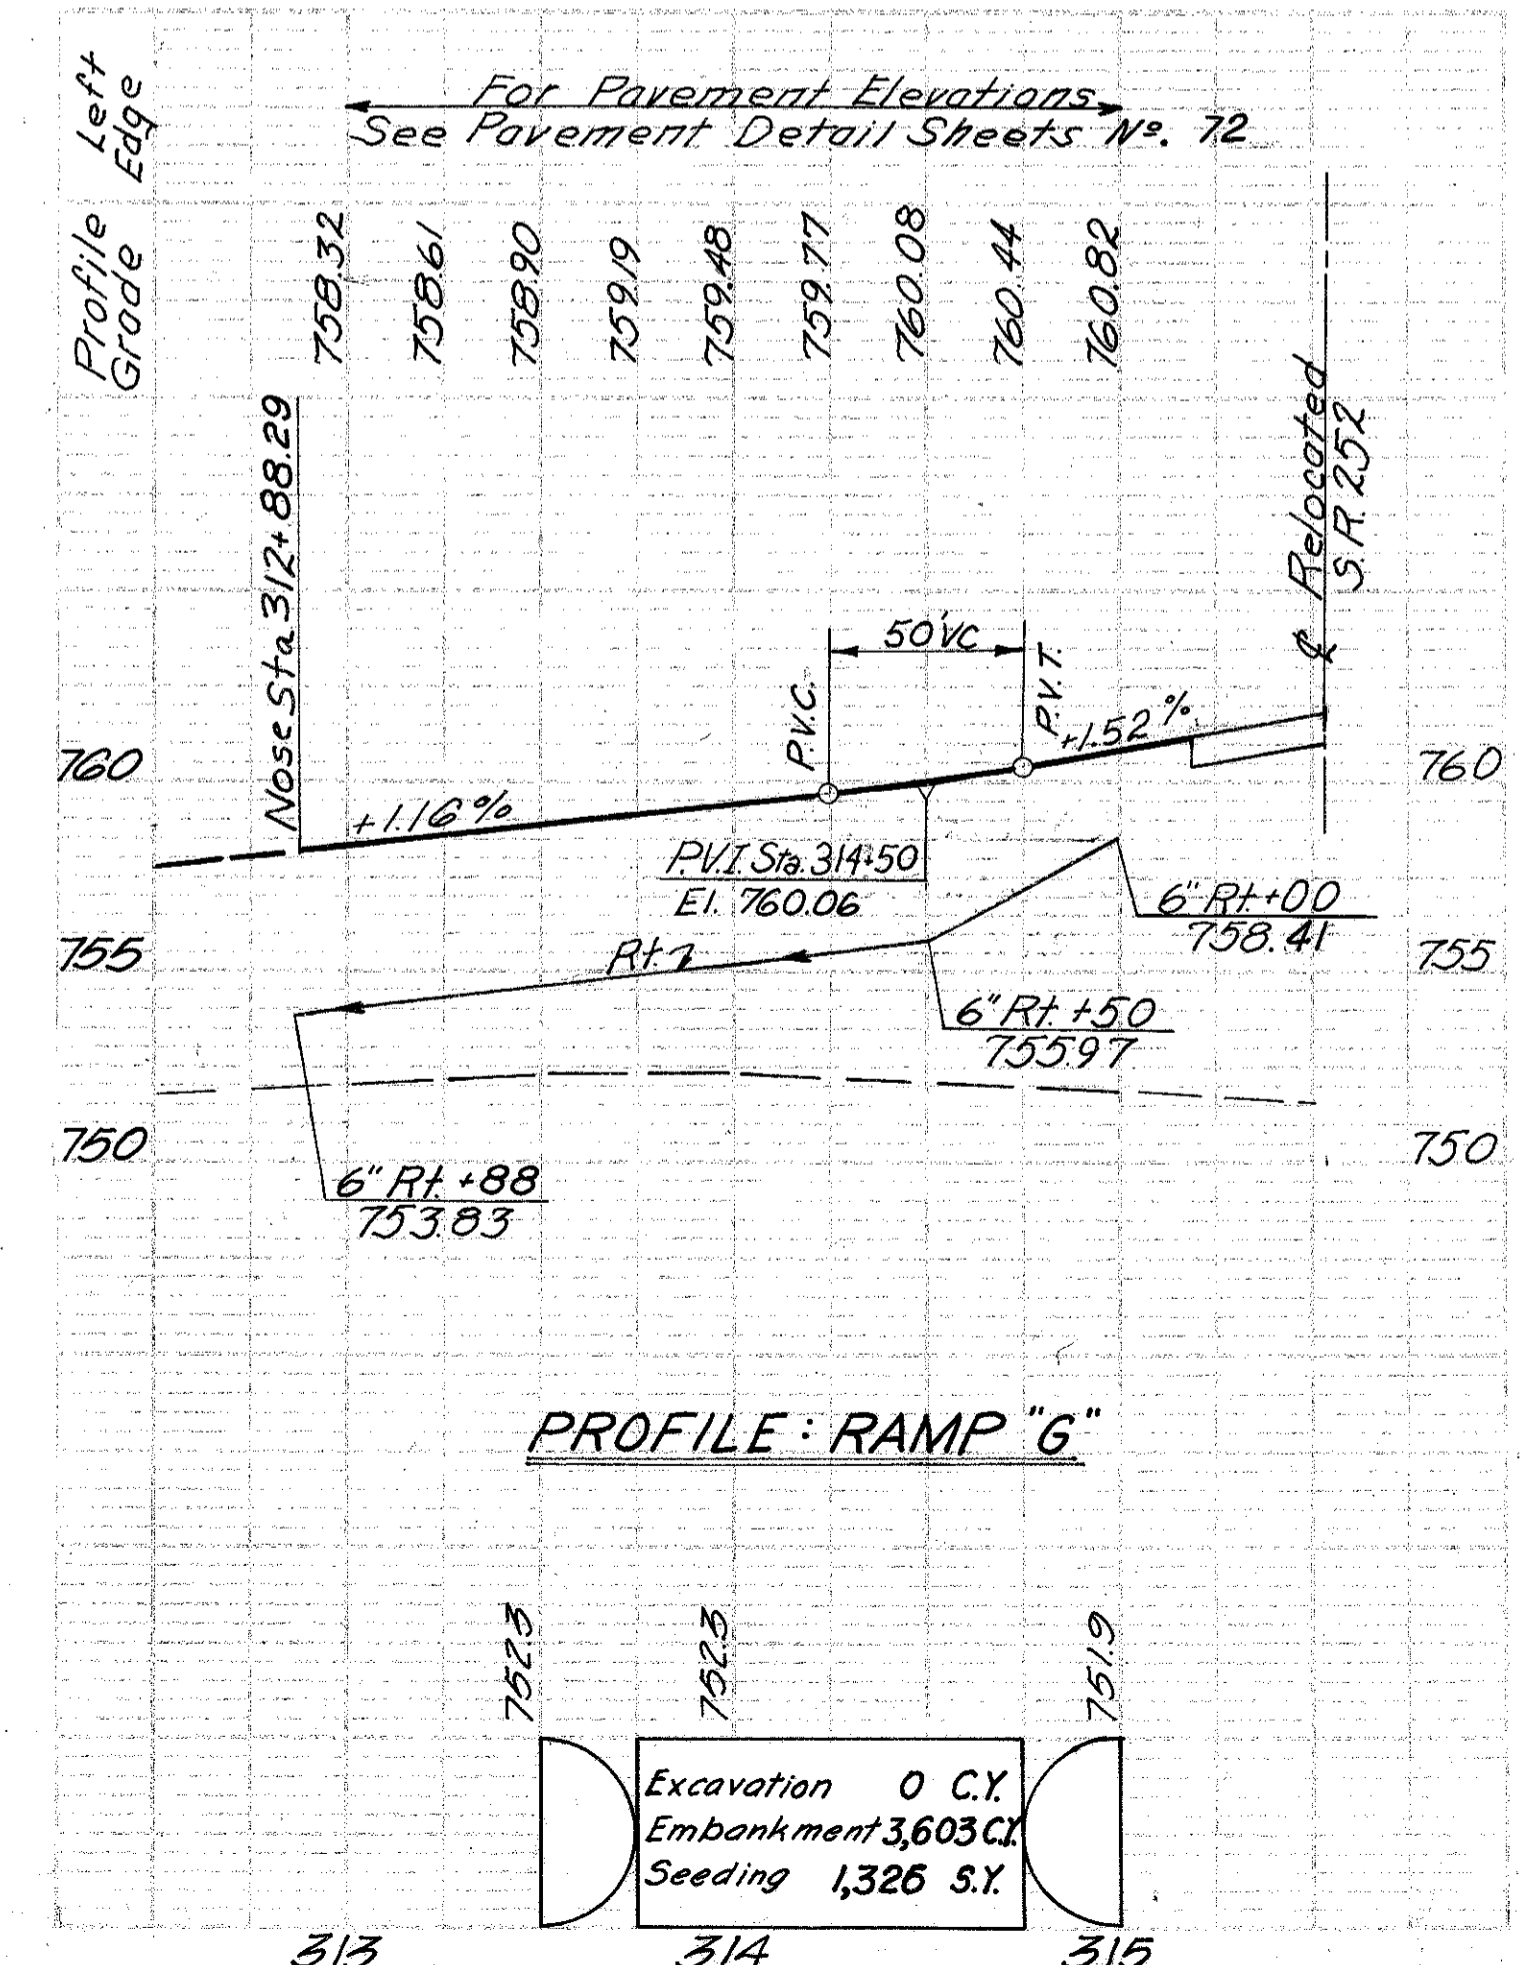 Profile Left
Grade Edge
For Pavement Elevations
See Pavement Detail Sheets Nº. 72
758.32
758.61
758.90
759.19
759.48
759.77
760.08
760.44
760.82
Nose Sta. 312+88.29
℄ Relocated
S.R. 252
50' VC
P.V.C.
P.V.T.
+1.52 %
760
760
+1.16 %
P.V.I. Sta. 314+50
El. 760.06
6" Rt. +00
758.41
755
755
Rt.
6" Rt. +50
755.97
750
750
6" Rt. +88
753.83
PROFILE : RAMP "G"
752.3
752.3
751.9
Excavation 0 C.Y.
Embankment 3,603 C.Y.
Seeding 1,326 S.Y.
313
314
315